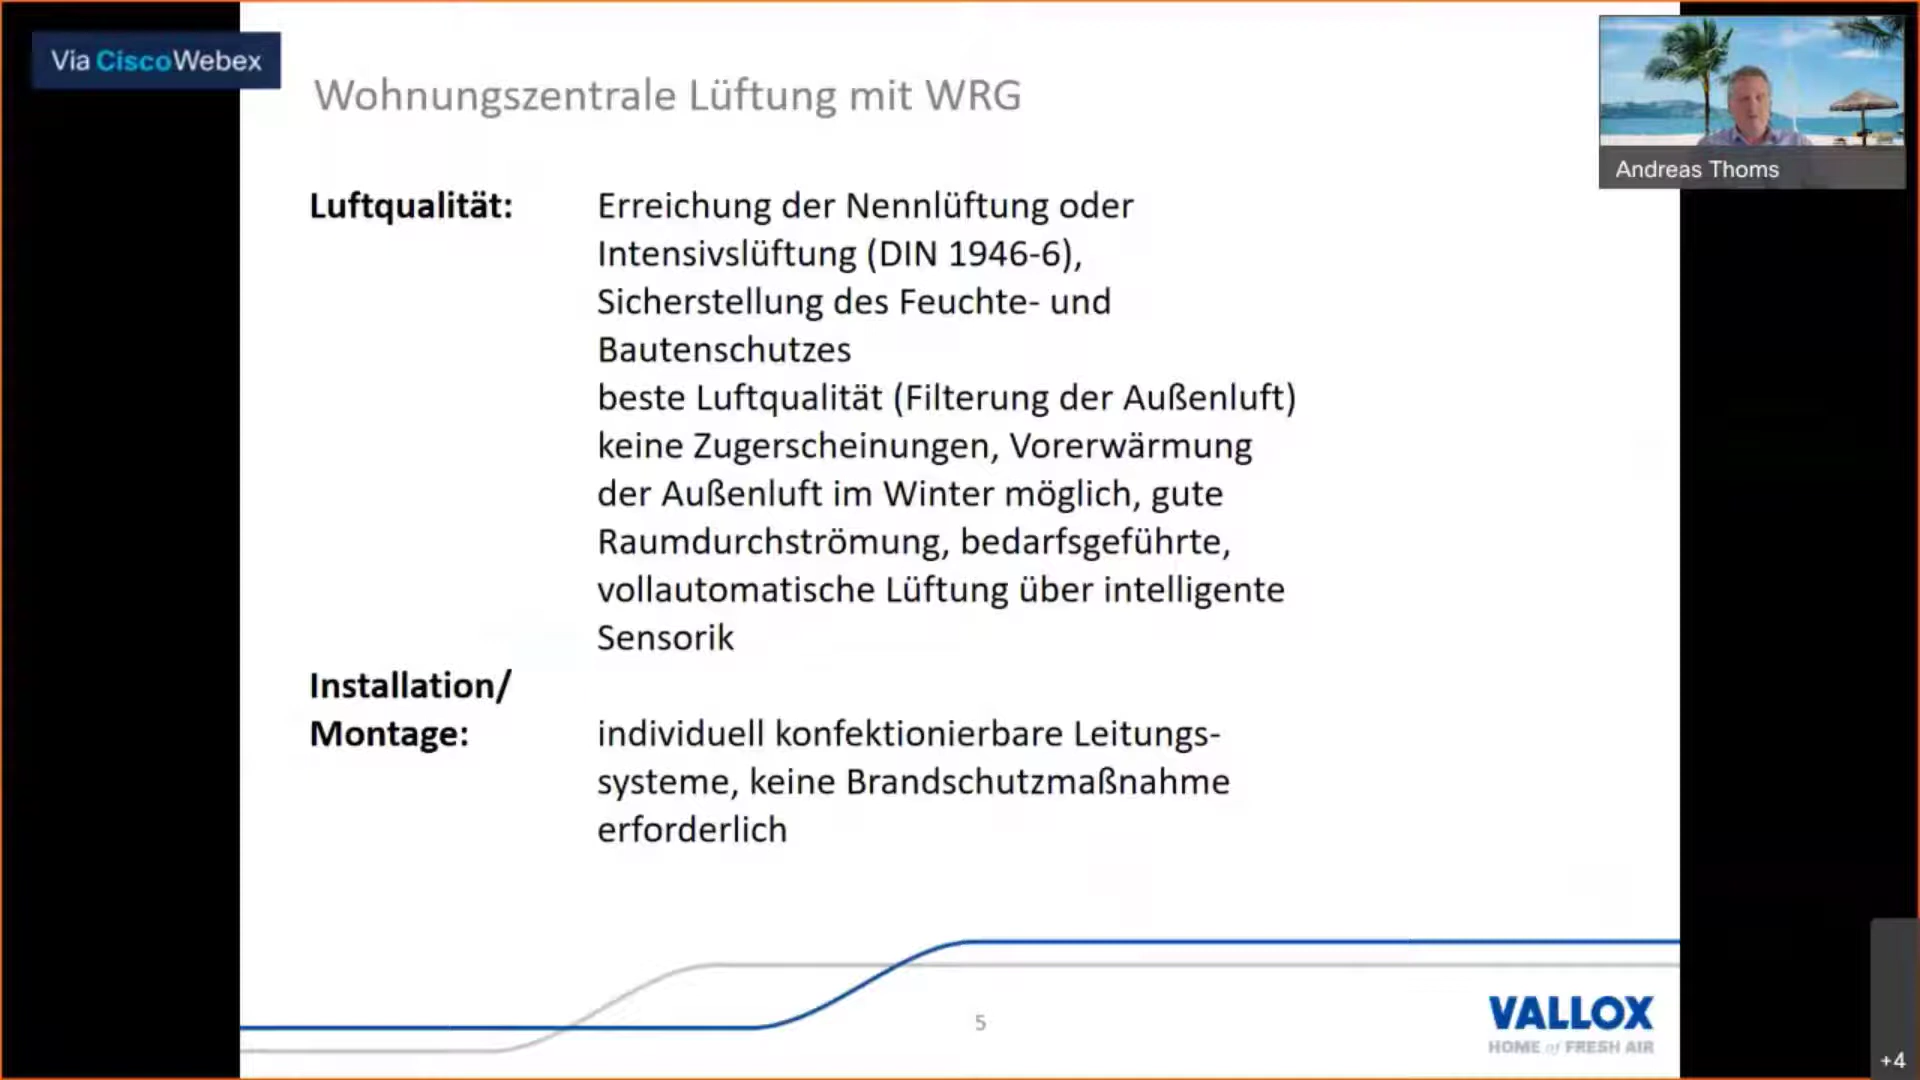 Via CiscoWebex
Wohnungszentrale Lüftung mit WRG
Andreas Thoms
Luftqualität: Erreichung der Nennlüftung oder
Intensivslüftung (DIN 1946-6),
Sicherstellung des Feuchte- und
Bautenschutzes
beste Luftqualität (Filterung der Außenluft)
keine Zugerscheinungen, Vorerwärmung
der Außenluft im Winter möglich, gute
Raumdurchströmung, bedarfsgeführte,
vollautomatische Lüftung über intelligente
Sensorik
Installation/
Montage: individuell konfektionierbare Leitungs-
systeme, keine Brandschutzmaßnahme
erforderlich
5
VALLOX
HOME of FRESH AIR
+4